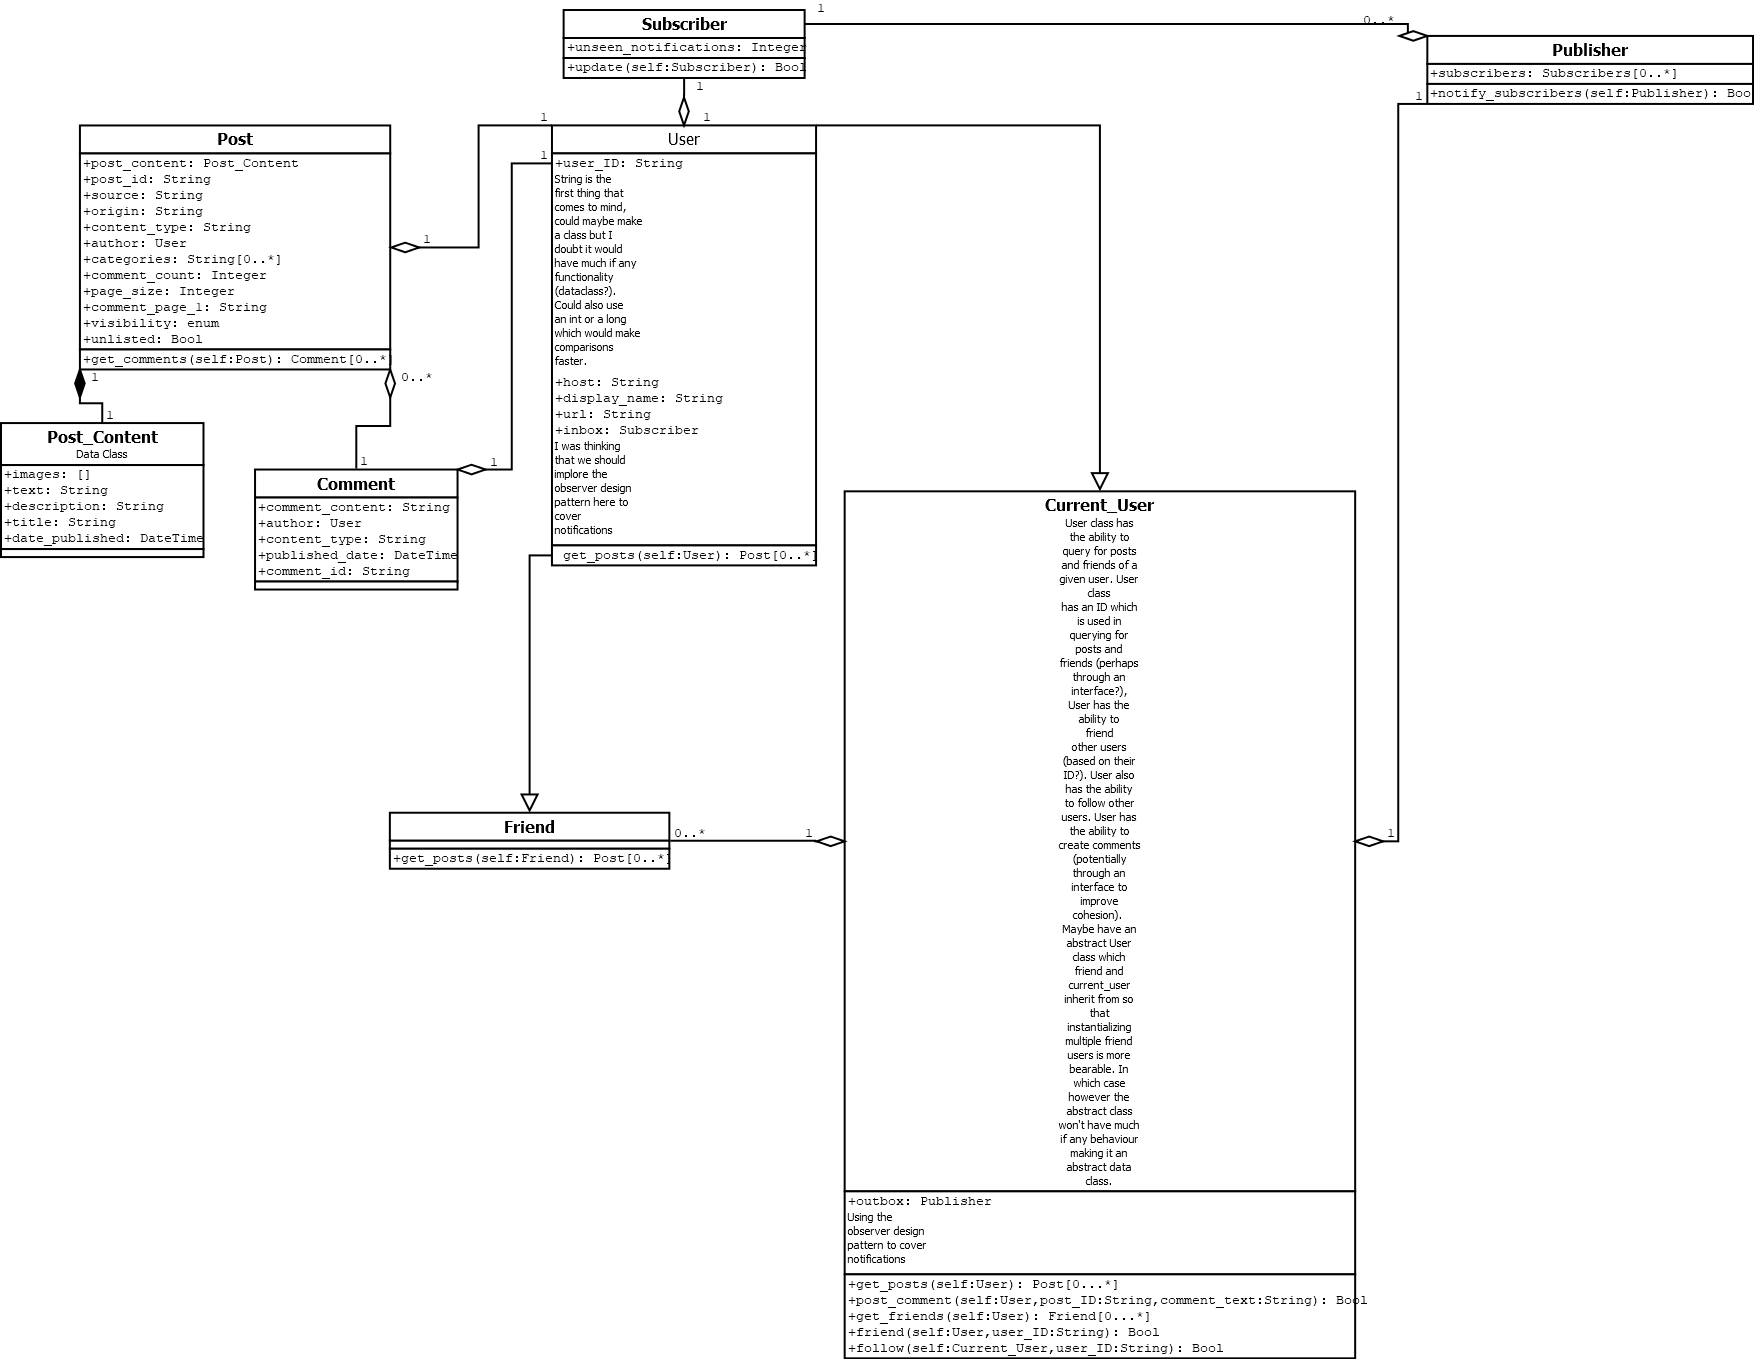 Subscriber
+unseen_notifications: Integer
+update(self:Subscriber): Bool
1
0..*
Publisher
+subscribers: Subscribers[0..*]
+notify_subscribers(self:Publisher): Boo
1
1
1
Post
+post_content: Post_Content
+post_id: String
+source: String
+origin: String
+content_type: String
+author: User
+categories: String[0..*]
+comment_count: Integer
+page_size: Integer
+comment_page_1: String
+visibility: enum
+unlisted: Bool
+get_comments(self:Post): Comment[0..*]
1
1
1
0..*
1
1
Post_Content
Data Class
+images: []
+text: String
+description: String
+title: String
+date_published: DateTime
1
1
Comment
+comment_content: String
+author: User
+content_type: String
+published_date: DateTime
+comment_id: String
User
+user_ID: String
String is the
first thing that
comes to mind,
could maybe make
a class but I
doubt it would
have much if any
functionality
(dataclass?).
Could also use
an int or a long
which would make
comparisons
faster.
+host: String
+display_name: String
+url: String
+inbox: Subscriber
I was thinking
that we should
implore the
observer design
pattern here to
cover
notifications
get_posts(self:User): Post[0..*]
Friend
+get_posts(self:Friend): Post[0..*]
0..*
1
1
Current_User
User class has
the ability to
query for posts
and friends of a
given user. User
class
has an ID which
is used in
querying for
posts and
friends (perhaps
through an
interface?),
User has the
ability to
friend
other users
(based on their
ID?). User also
has the ability
to follow other
users. User has
the ability to
create comments
(potentially
through an
interface to
improve
cohesion).
Maybe have an
abstract User
class which
friend and
current_user
inherit from so
that
instantializing
multiple friend
users is more
bearable. In
which case
however the
abstract class
won't have much
if any behaviour
making it an
abstract data
class.
+outbox: Publisher
Using the
observer design
pattern to cover
notifications
+get_posts(self:User): Post[0...*]
+post_comment(self:User,post_ID:String,comment_text:String): Bool
+get_friends(self:User): Friend[0...*]
+friend(self:User,user_ID:String): Bool
+follow(self:Current_User,user_ID:String): Bool